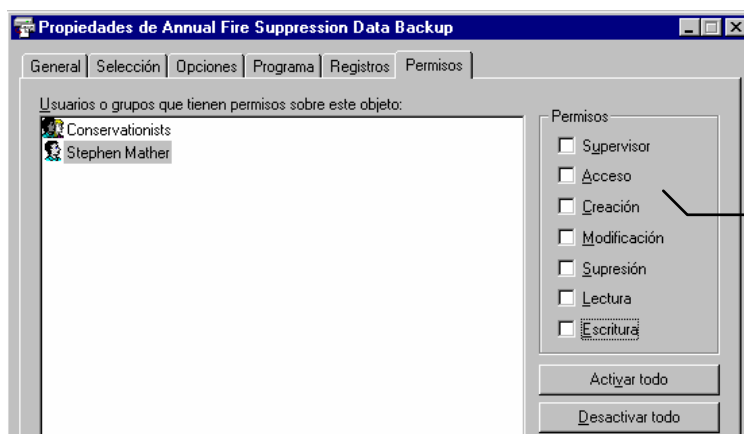 Propiedades de Annual Fire Suppression Data Backup
General Selección Opciones Programa Registros Permisos
Usuarios o grupos que tienen permisos sobre este objeto:
Conservationists
Stephen Mather
Permisos
Supervisor
Acceso
Creación
Modificación
Supresión
Lectura
Escritura
Activar todo
Desactivar todo